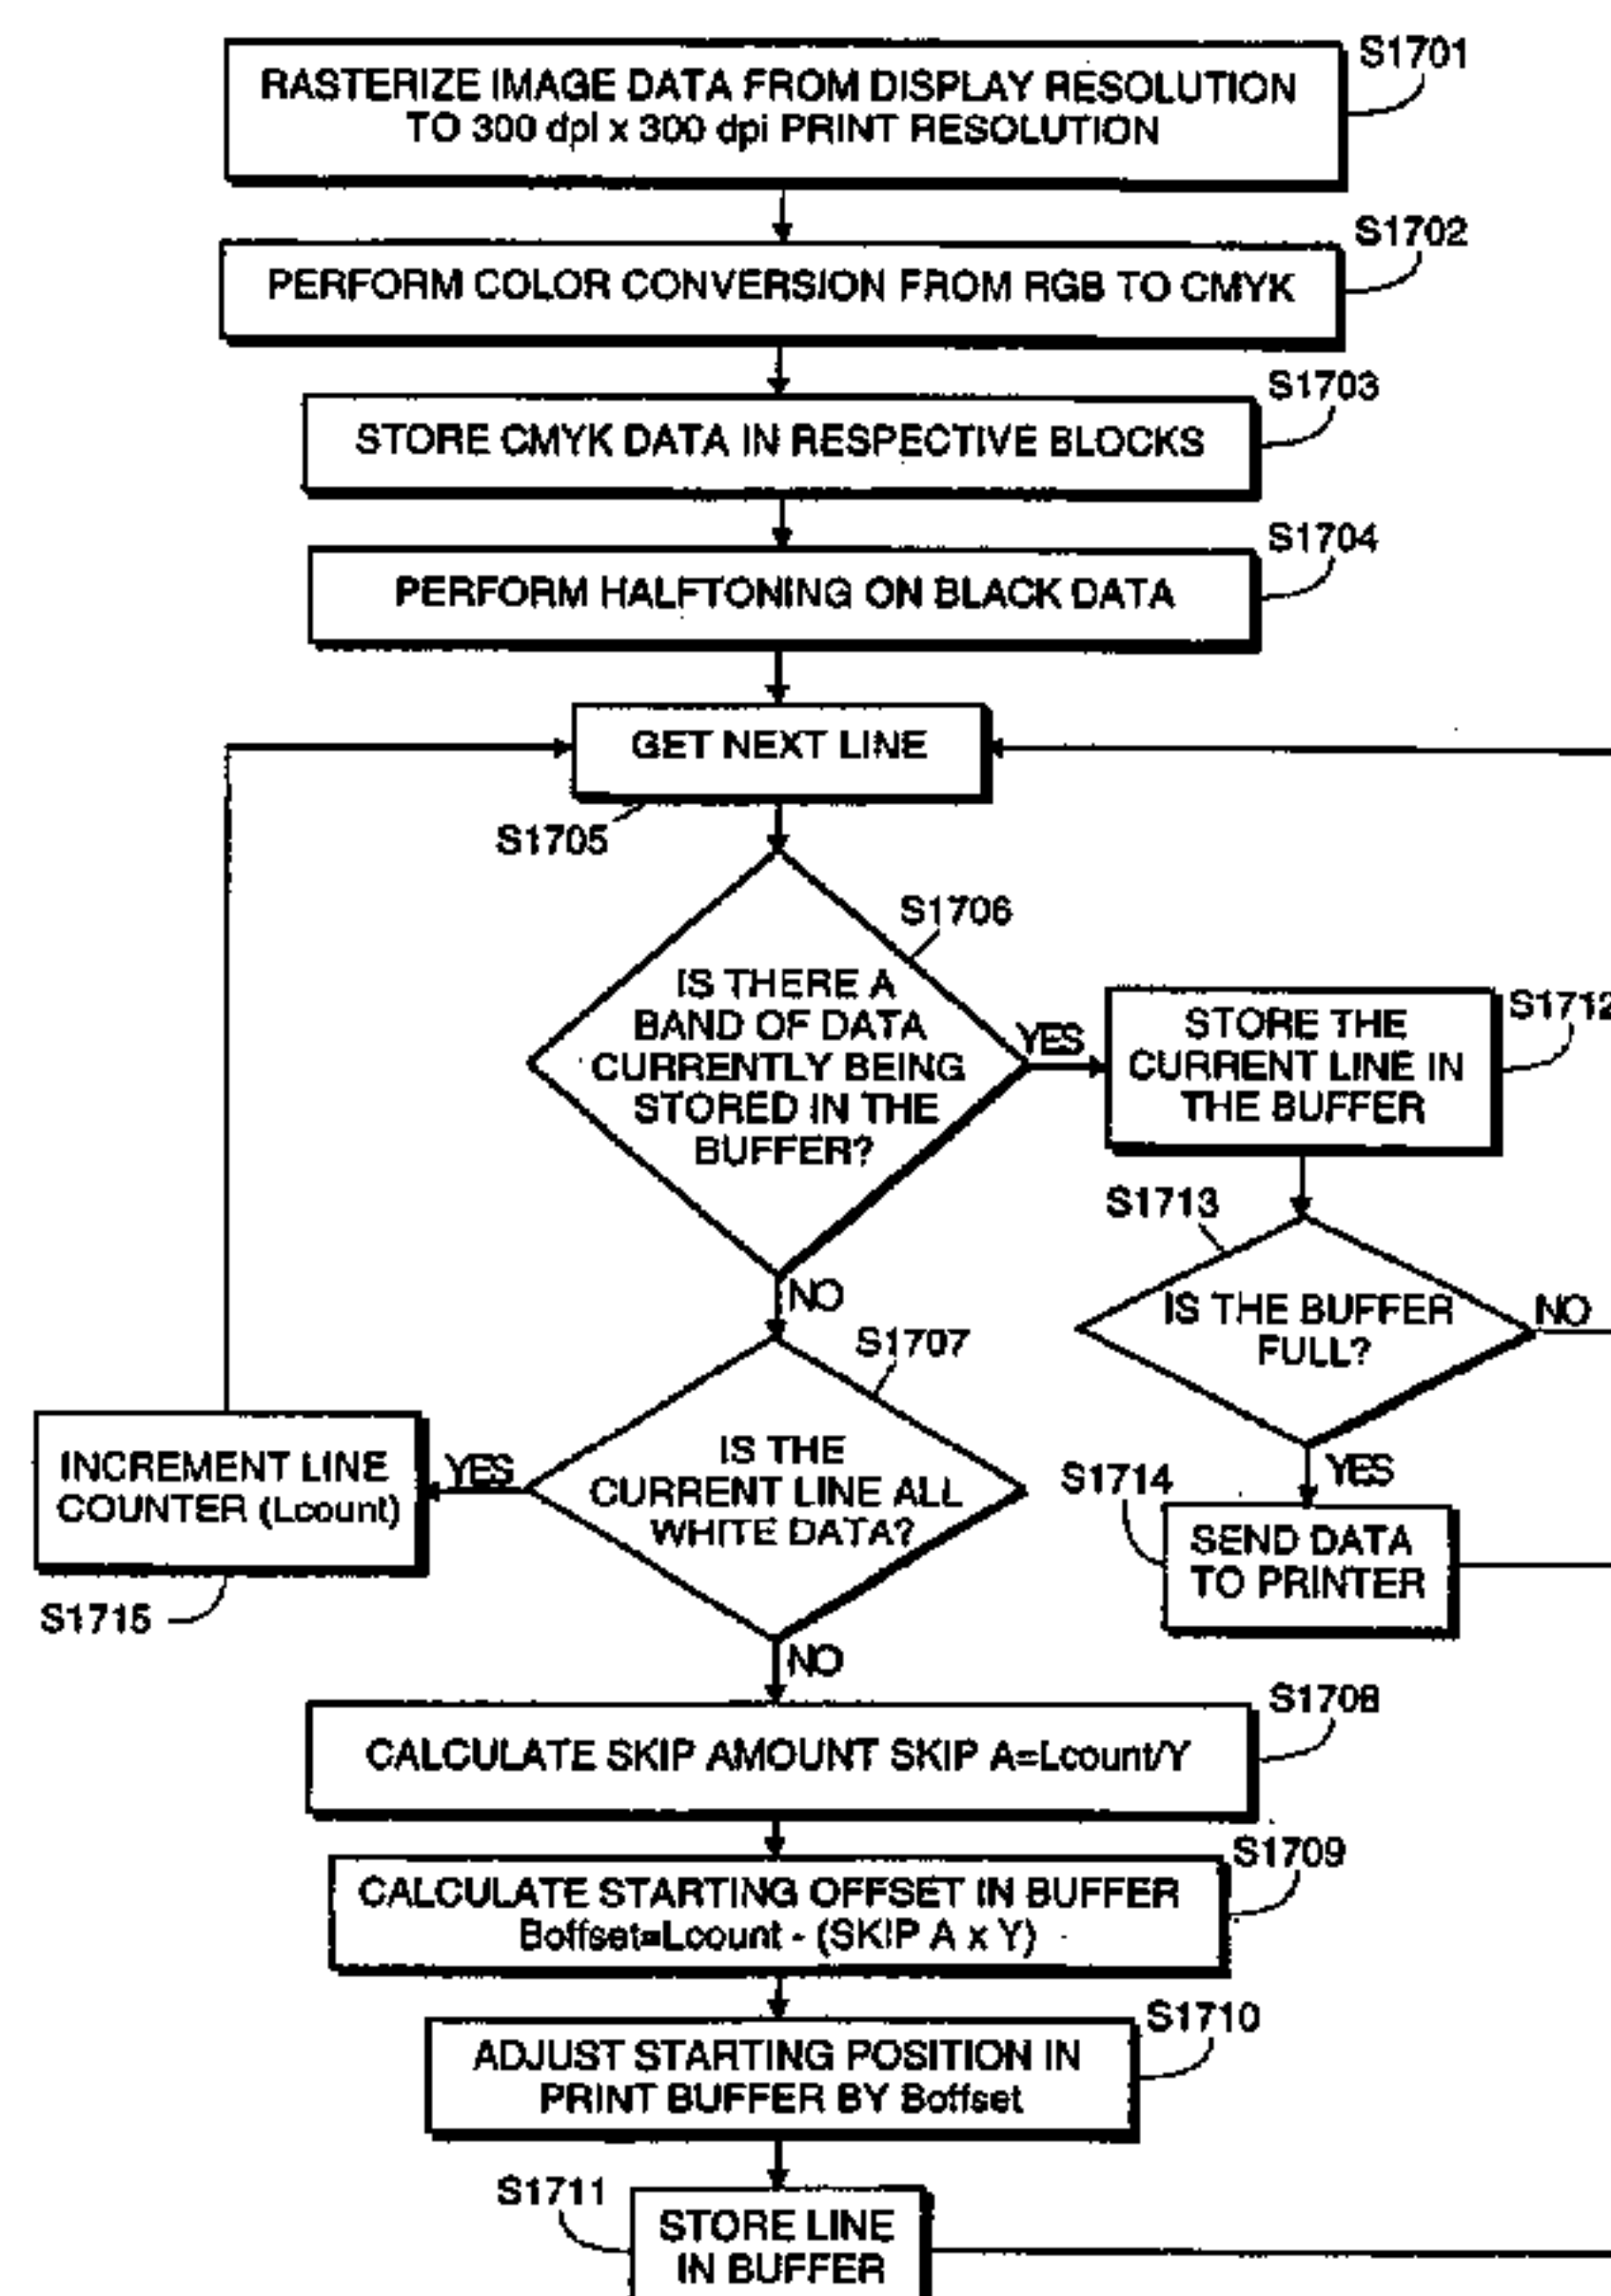 S1701
RASTERIZE IMAGE DATA FROM DISPLAY RESOLUTION
TO 300 dpi x 300 dpi PRINT RESOLUTION
S1702
PERFORM COLOR CONVERSION FROM RGB TO CMYK
S1703
STORE CMYK DATA IN RESPECTIVE BLOCKS
S1704
PERFORM HALFTONING ON BLACK DATA
GET NEXT LINE
S1705
S1706
IS THERE A
BAND OF DATA
CURRENTLY BEING
STORED IN THE
BUFFER?
YES
S1712
STORE THE
CURRENT LINE IN
THE BUFFER
S1713
IS THE BUFFER
FULL?
NO
NO
S1707
IS THE
CURRENT LINE ALL
WHITE DATA?
YES
INCREMENT LINE
COUNTER (Lcount)
S1715
YES
S1714
SEND DATA
TO PRINTER
NO
S1708
CALCULATE SKIP AMOUNT SKIP A=Lcount/Y
S1709
CALCULATE STARTING OFFSET IN BUFFER
Boffset=Lcount - (SKIP A x Y)
S1710
ADJUST STARTING POSITION IN
PRINT BUFFER BY Boffset
S1711
STORE LINE
IN BUFFER